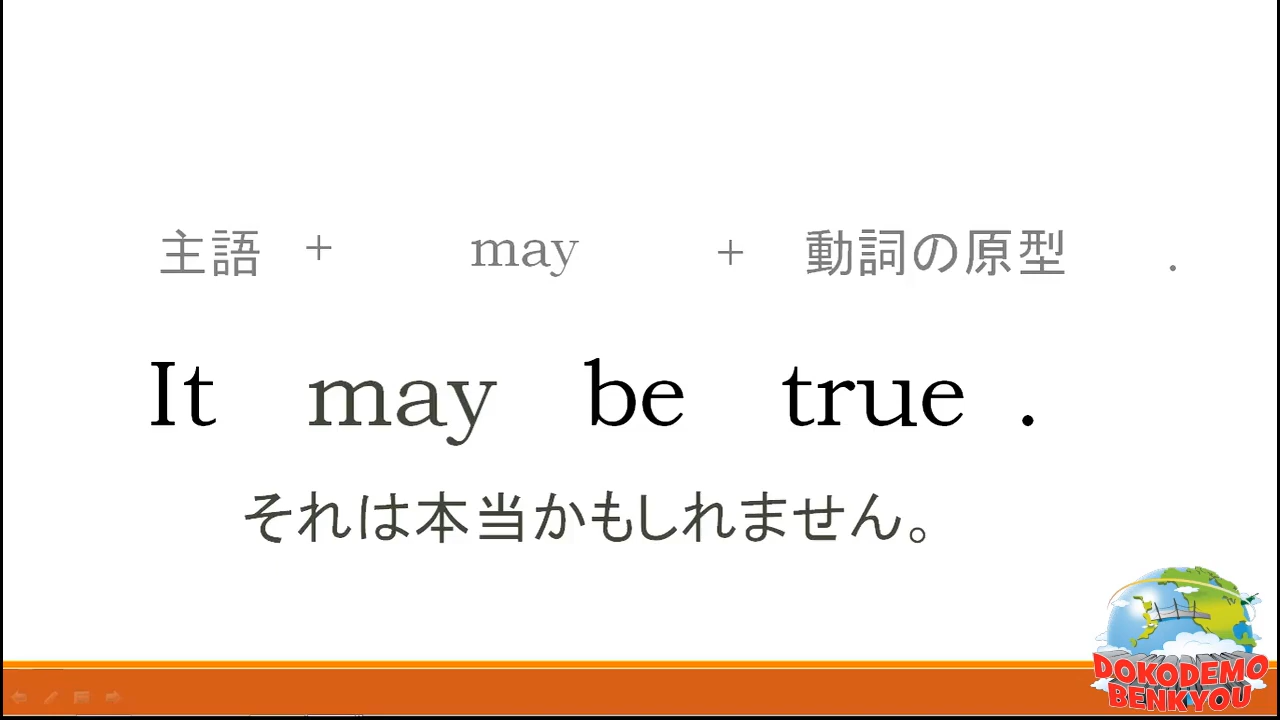 主語 + may + 動詞の原型 .
It may be true .
それは本当かもしれません。
DOKODEMO
BENKYOU